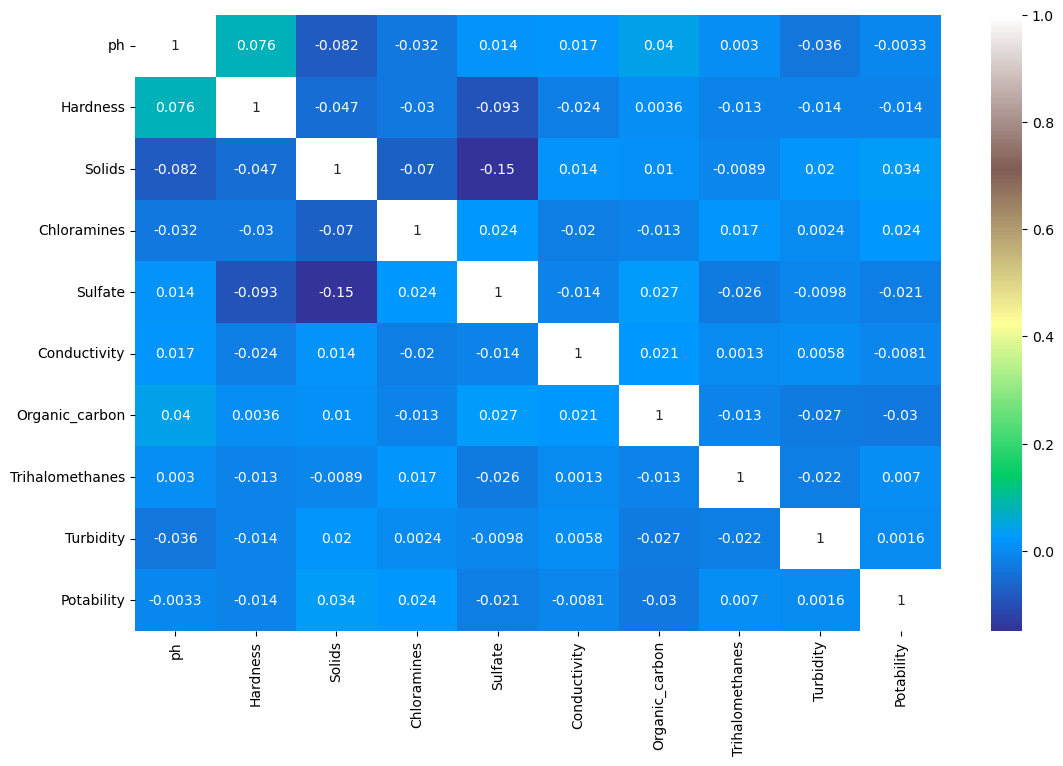 ph 1 0.076 -0.082 -0.032 0.014 0.017 0.04 0.003 -0.036 -0.0033
Hardness 0.076 1 -0.047 -0.03 -0.093 -0.024 0.0036 -0.013 -0.014 -0.014
Solids -0.082 -0.047 1 -0.07 -0.15 0.014 0.01 -0.0089 0.02 0.034
Chloramines -0.032 -0.03 -0.07 1 0.024 -0.02 -0.013 0.017 0.0024 0.024
Sulfate 0.014 -0.093 -0.15 0.024 1 -0.014 0.027 -0.026 -0.0098 -0.021
Conductivity 0.017 -0.024 0.014 -0.02 -0.014 1 0.021 0.0013 0.0058 -0.0081
Organic_carbon 0.04 0.0036 0.01 -0.013 0.027 0.021 1 -0.013 -0.027 -0.03
Trihalomethanes 0.003 -0.013 -0.0089 0.017 -0.026 0.0013 -0.013 1 -0.022 0.007
Turbidity -0.036 -0.014 0.02 0.0024 -0.0098 0.0058 -0.027 -0.022 1 0.0016
Potability -0.0033 -0.014 0.034 0.024 -0.021 -0.0081 -0.03 0.007 0.0016 1
ph Hardness Solids Chloramines Sulfate Conductivity Organic_carbon Trihalomethanes Turbidity Potability
1.0
0.8
0.6
0.4
0.2
0.0